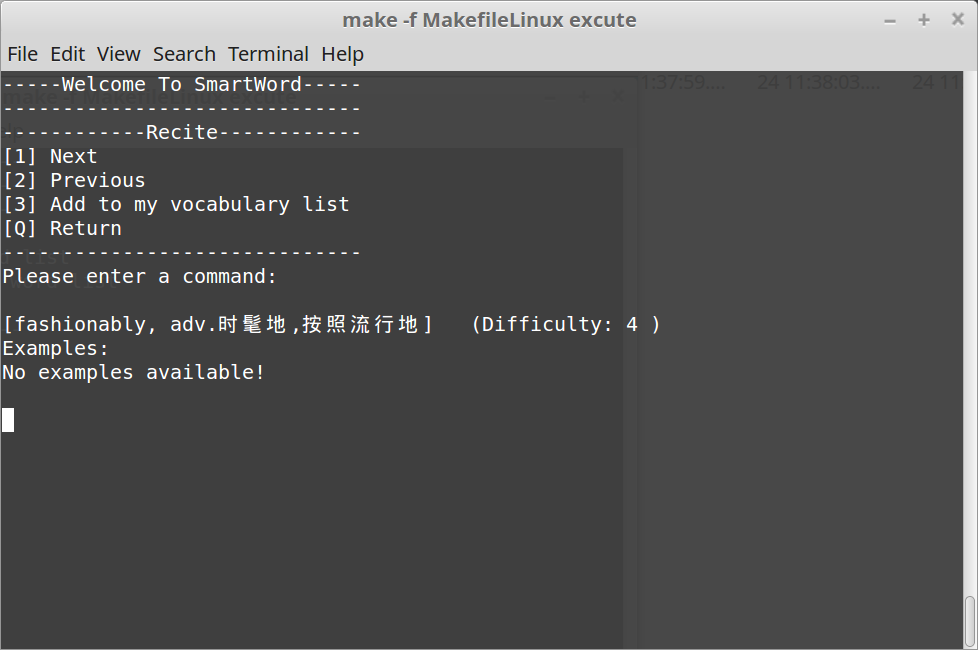 make -f MakefileLinux excute
File Edit View Search Terminal Help
-----Welcome To SmartWord-----
------------------------------
------------Recite------------
[1] Next
[2] Previous
[3] Add to my vocabulary list
[Q] Return
------------------------------
Please enter a command:
[fashionably, adv.时髦地,按照流行地]   (Difficulty: 4 )
Examples:
No examples available!
1:37:59.... 24 11:38:03.... 24 11